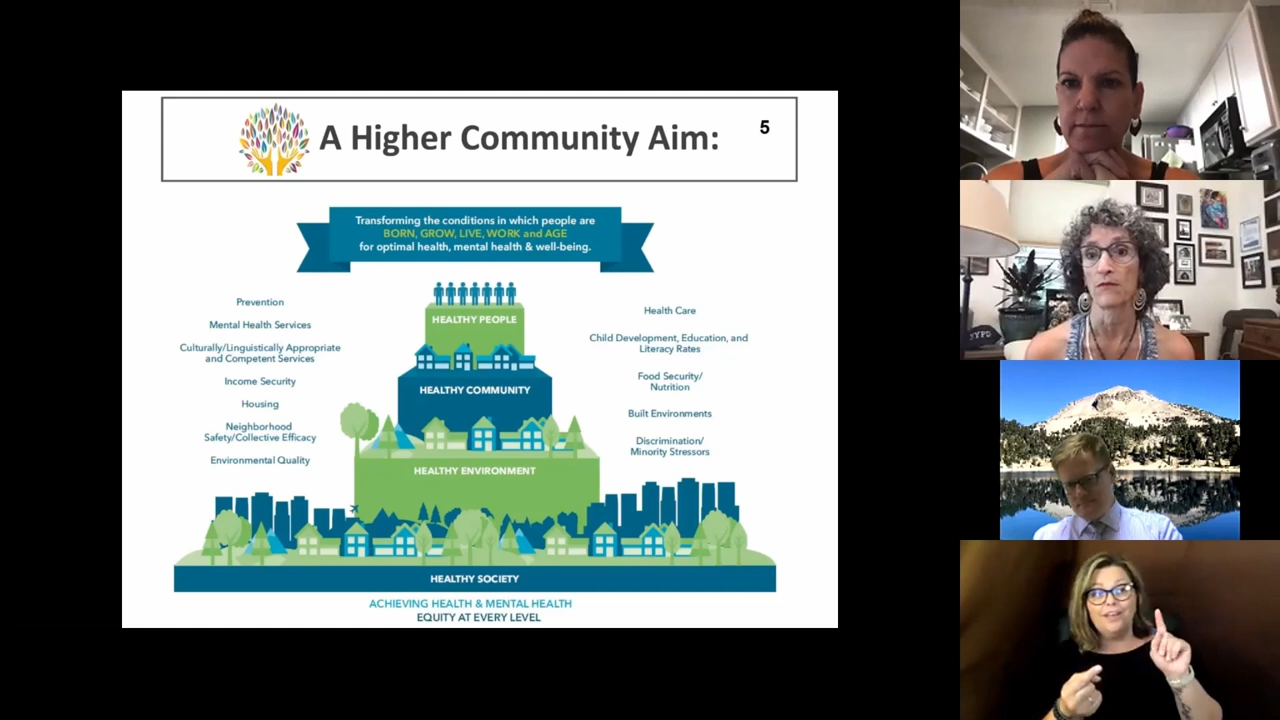 A Higher Community Aim:
5
Transforming the conditions in which people are
BORN, GROW, LIVE, WORK and AGE
for optimal health, mental health & well-being.
Prevention
Mental Health Services
Culturally/Linguistically Appropriate
and Competent Services
Income Security
Housing
Neighborhood
Safety/Collective Efficacy
Environmental Quality
HEALTHY PEOPLE
HEALTHY COMMUNITY
HEALTHY ENVIRONMENT
Health Care
Child Development, Education, and
Literacy Rates
Food Security/
Nutrition
Built Environments
Discrimination/
Minority Stressors
HEALTHY SOCIETY
ACHIEVING HEALTH & MENTAL HEALTH
EQUITY AT EVERY LEVEL
NYPD